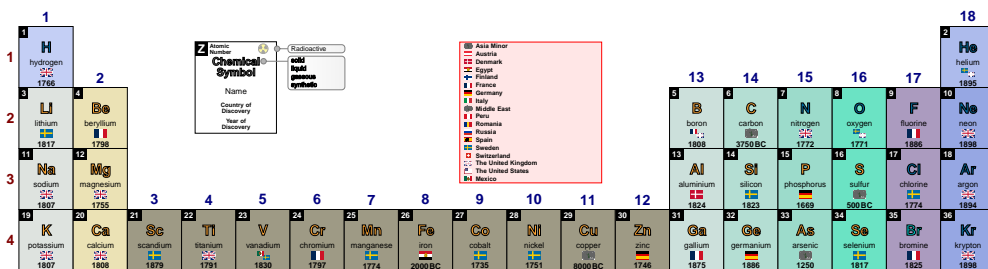 1 18
1 H hydrogen 1766
2 He helium 1895
Z Atomic Number
Chemical Symbol
Name
Country of Discovery
Year of Discovery
Radioactive
solid
liquid
gaseous
synthetic
Asia Minor
Austria
Denmark
Egypt
Finland
France
Germany
Italy
Middle East
Peru
Romania
Russia
Spain
Sweden
Switzerland
The United Kingdom
The United States
Mexico
1
2 13 14 15 16 17
2
3 Li lithium 1817
4 Be beryllium 1798
5 B boron 1808
6 C carbon 3750 BC
7 N nitrogen 1772
8 O oxygen 1771
9 F fluorine 1886
10 Ne neon 1898
3
11 Na sodium 1807
12 Mg magnesium 1755
13 Al aluminium 1824
14 Si silicon 1823
15 P phosphorus 1669
16 S sulfur 500 BC
17 Cl chlorine 1774
18 Ar argon 1894
3 4 5 6 7 8 9 10 11 12
4
19 K potassium 1807
20 Ca calcium 1808
21 Sc scandium 1879
22 Ti titanium 1791
23 V vanadium 1830
24 Cr chromium 1797
25 Mn manganese 1774
26 Fe iron 2000 BC
27 Co cobalt 1735
28 Ni nickel 1751
29 Cu copper 8000 BC
30 Zn zinc 1746
31 Ga gallium 1875
32 Ge germanium 1886
33 As arsenic 1250
34 Se selenium 1817
35 Br bromine 1825
36 Kr krypton 1898